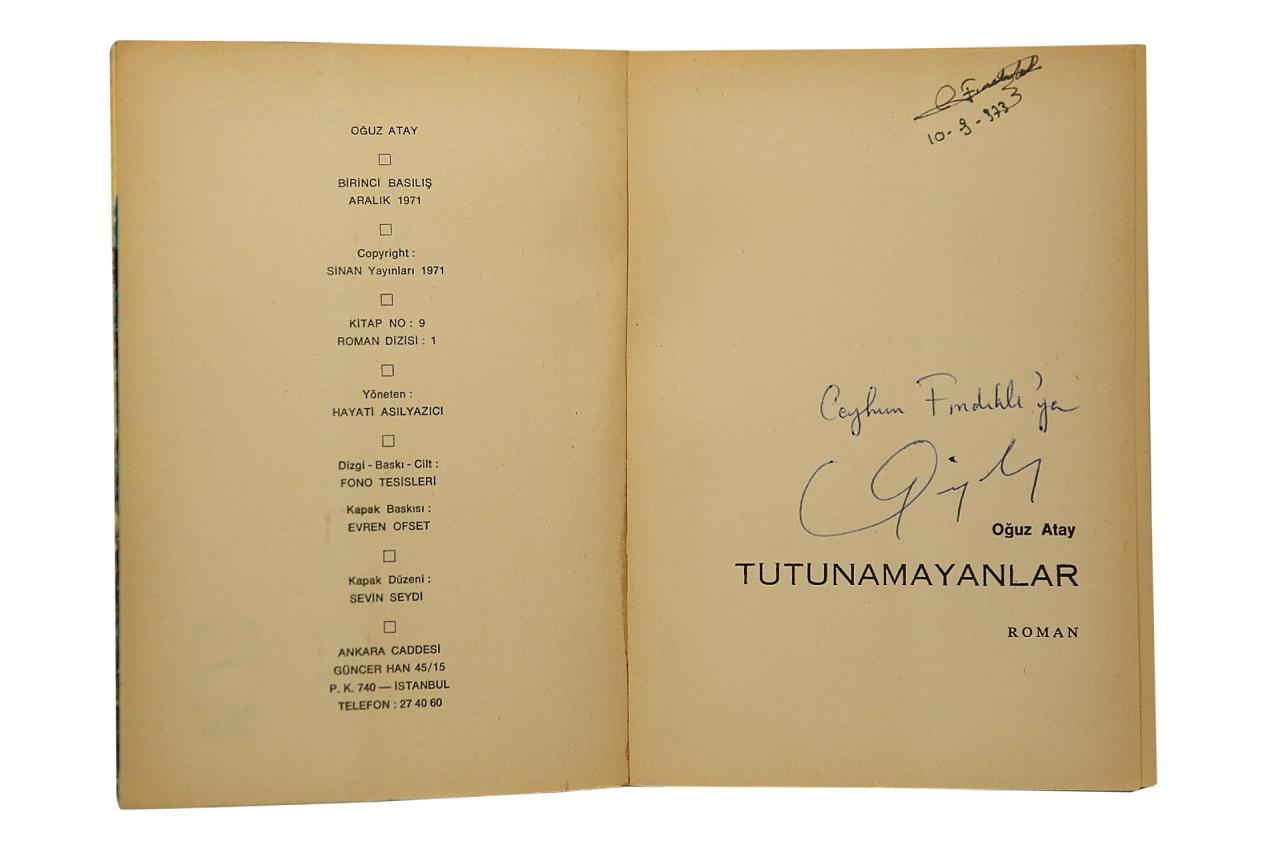 OĞUZ ATAY
BİRİNCİ BASILIŞ
ARALIK 1971
Copyright :
SİNAN Yayınları 1971
KİTAP NO : 9
ROMAN DİZİSİ : 1
Yöneten :
HAYATİ ASILYAZICI
Dizgi - Baskı - Cilt :
FONO TESİSLERİ
Kapak Baskısı :
EVREN OFSET
Kapak Düzeni :
SEVİN SEYDİ
ANKARA CADDESİ
GÜNCER HAN 45/15
P. K. 740 — İSTANBUL
TELEFON : 27 40 60
10-9-973
Ceyhun Fındıklı'ya
Oğuz Atay
TUTUNAMAYANLAR
ROMAN